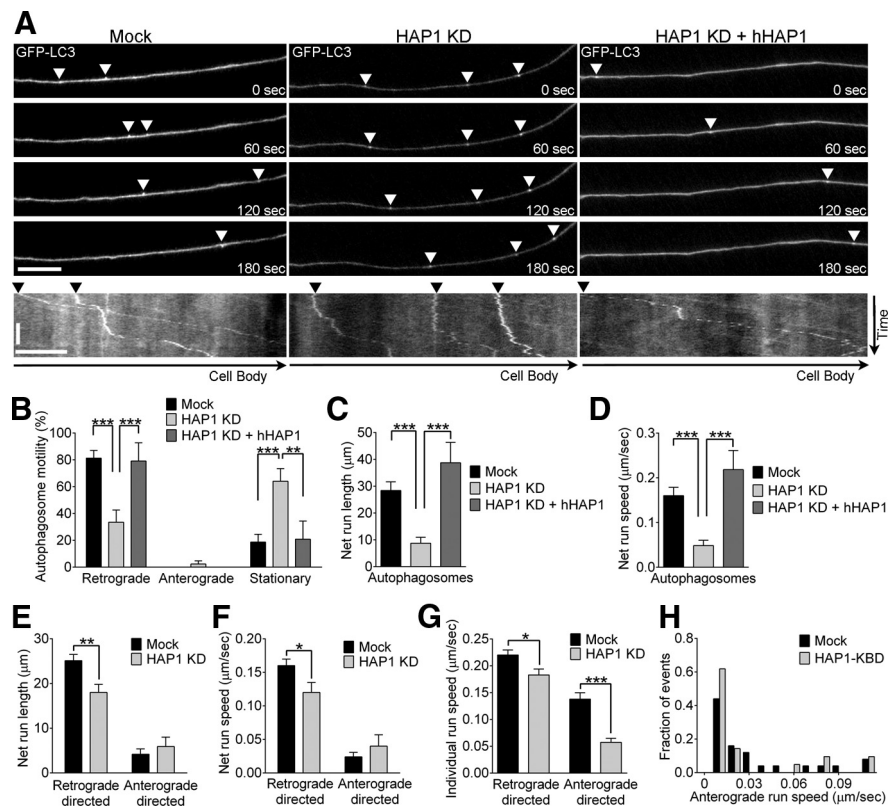 A
Mock
HAP1 KD
HAP1 KD + hHAP1
GFP-LC3
GFP-LC3
GFP-LC3
0 sec
0 sec
0 sec
60 sec
60 sec
60 sec
120 sec
120 sec
120 sec
180 sec
180 sec
180 sec
Time
Cell Body
Cell Body
Cell Body
B
Autophagosome motility (%)
100
80
60
40
20
0
Mock
HAP1 KD
HAP1 KD + hHAP1
*** ***
*** **
Retrograde
Anterograde
Stationary
C
Net run length (μm)
50
40
30
20
10
0
*** ***
Mock
HAP1 KD
HAP1 KD + hHAP1
Autophagosomes
D
Net run speed (μm/sec)
0.3
0.2
0.1
0.0
*** ***
Mock
HAP1 KD
HAP1 KD + hHAP1
Autophagosomes
E
Net run length (μm)
30
20
10
0
**
Mock
HAP1 KD
Retrograde directed
Anterograde directed
F
Net run speed (μm/sec)
0.20
0.15
0.10
0.05
0.00
*
Mock
HAP1 KD
Retrograde directed
Anterograde directed
G
Individual run speed (μm/sec)
0.25
0.20
0.15
0.10
0.05
0.00
*
***
Mock
HAP1 KD
Retrograde directed
Anterograde directed
H
Fraction of events
0.8
0.6
0.4
0.2
0.0
Mock
HAP1-KBD
0 0.03 0.06 0.09
Anterograde run speed (μm/sec)